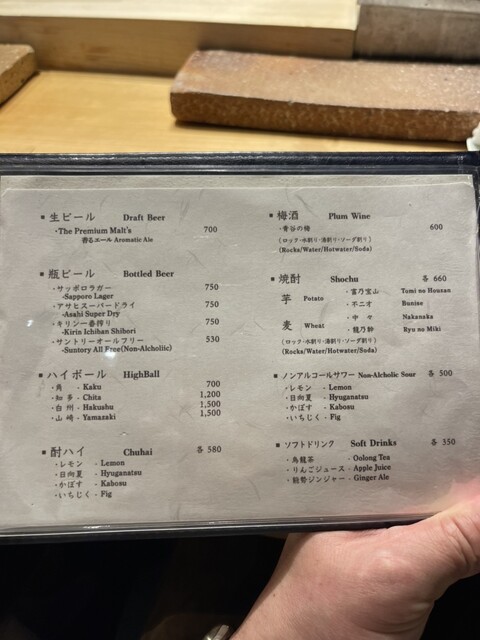 ▪生ビール Draft Beer
・The Premium Malt's 700
香るエール Aromatic Ale
▪瓶ビール Bottled Beer
・サッポロラガー 750
-Sapporo Lager
・アサヒスーパードライ 750
-Asahi Super Dry
・キリン一番搾り 750
-Kirin Ichiban Shibori
・サントリーオールフリー 530
-Suntory All Free(Non-Alcholiic)
▪ハイボール HighBall
・角 - Kaku 700
・知多 - Chita 1,200
・白州 - Hakushu 1,500
・山崎 - Yamazaki 1,500
▪酎ハイ Chuhai 各 580
・レモン - Lemon
・日向夏 - Hyuganatsu
・かぼす - Kabosu
・いちじく - Fig
▪梅酒 Plum Wine
・青谷の梅 600
(ロック・水割り・湯割り・ソーダ割り)
(Rocks/Water/Hotwater/Soda)
▪焼酎 Shochu 各 660
芋 Potato ・富乃宝山 Tomi no Houzan
・不二才 Bunise
麦 Wheat ・中々 Nakanaka
・龍乃鈴 Ryu no Miki
(ロック・水割り・湯割り・ソーダ割り)
(Rocks/Water/Hotwater/Soda)
▪ノンアルコールサワー Non-Alcholic Sour 各 500
・レモン - Lemon
・日向夏 - Hyuganatsu
・かぼす - Kabosu
・いちじく - Fig
▪ソフトドリンク Soft Drinks 各 350
・烏龍茶 - Oolong Tea
・りんごジュース - Apple Juice
・能勢ジンジャー - Ginger Ale